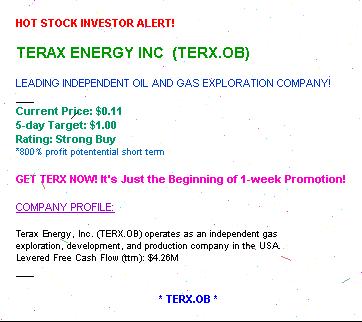 HOT STOCK INVESTOR ALERT!
TERAX ENERGY INC (TERX.OB)
LEADING INDEPENDENT OIL AND GAS EXPLORATION COMPANY!
Current Price: $0.11
5-day Target: $1.00
Rating: Strong Buy
*800% profit potentential short term
GET TERX NOW! It's Just the Beginning of 1-week Promotion!
COMPANY PROFILE:
Terax Energy, Inc. (TERX.OB) operates as an independent gas
exploration, development, and production company in the USA.
Levered Free Cash Flow (ttm): $4.26M
* TERX.OB *